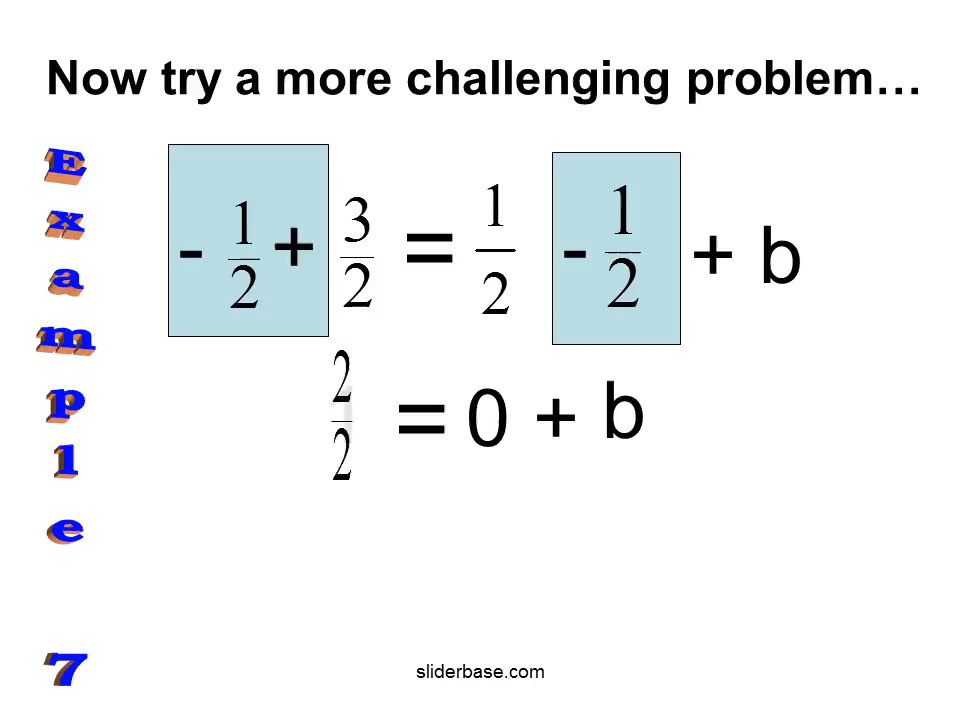 Now try a more challenging problem…
Example 7
- 1/2 + 3/2 = 1/2 - 1/2 + b
2/2 = 0 + b
sliderbase.com